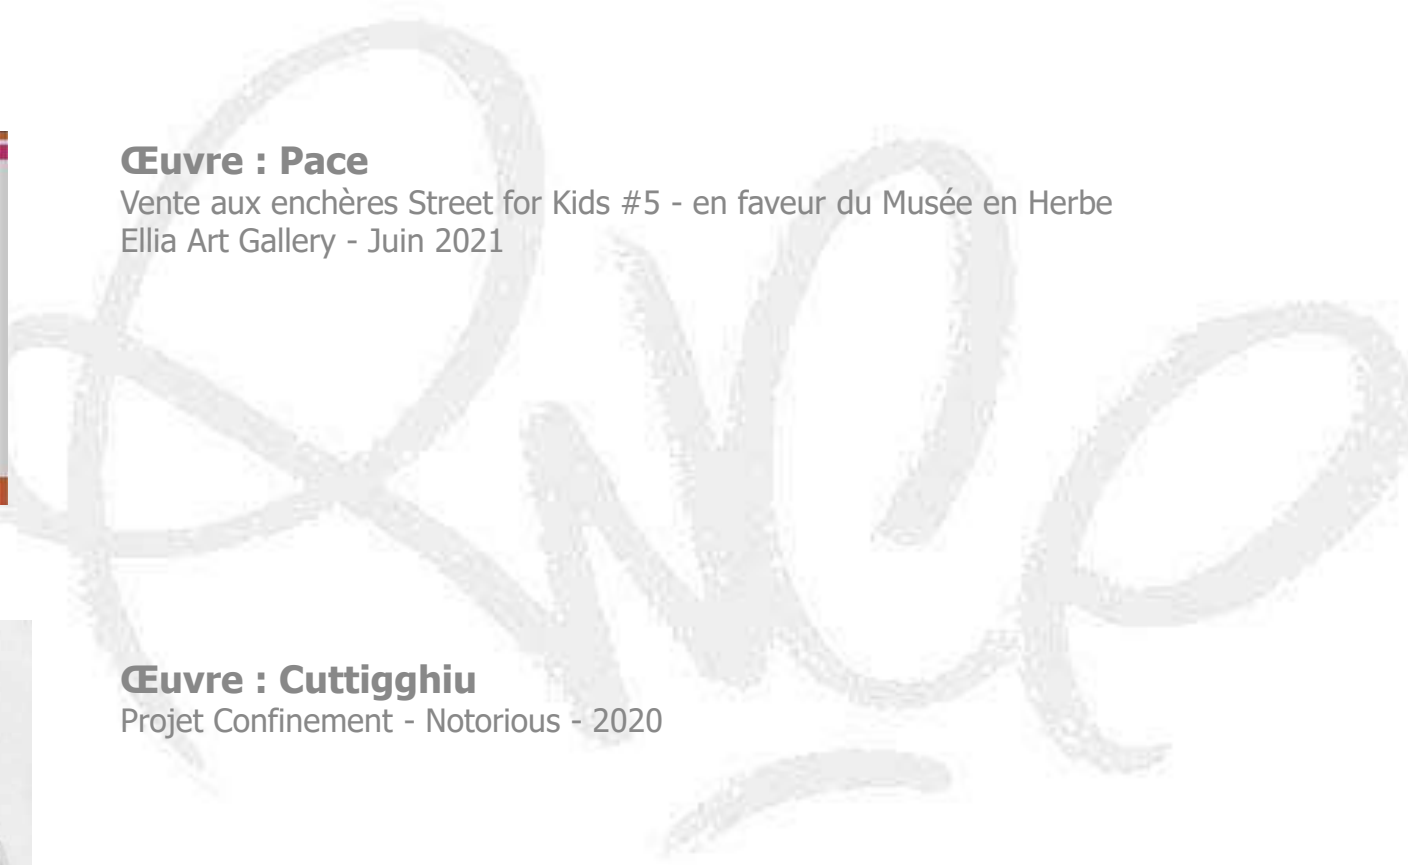 Œuvre : Pace
Vente aux enchères Street for Kids #5 - en faveur du Musée en Herbe
Ellia Art Gallery - Juin 2021
Œuvre : Cuttigghiu
Projet Confinement - Notorious - 2020